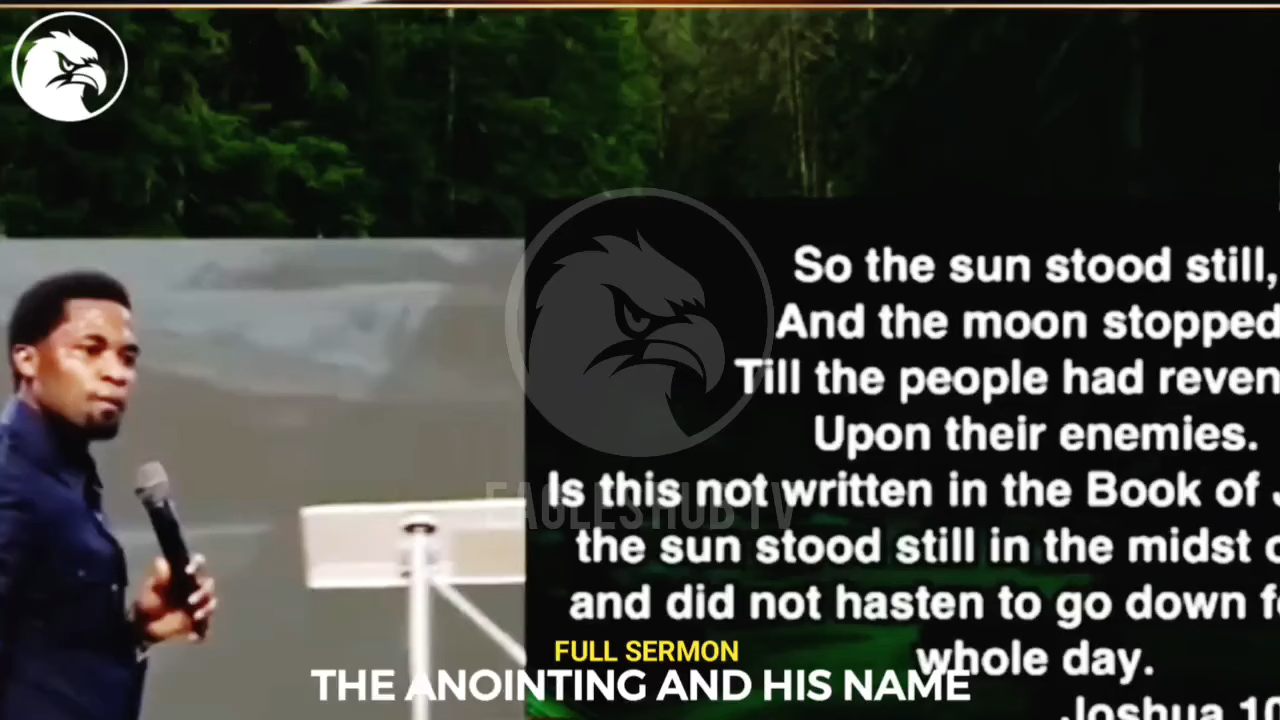 So the sun stood still,
And the moon stopped
Till the people had reven
Upon their enemies.
Is this not written in the Book of
the sun stood still in the midst
and did not hasten to go down
whole day.
Joshua 10
EAGLESHUB TV
FULL SERMON
THE ANOINTING AND HIS NAME